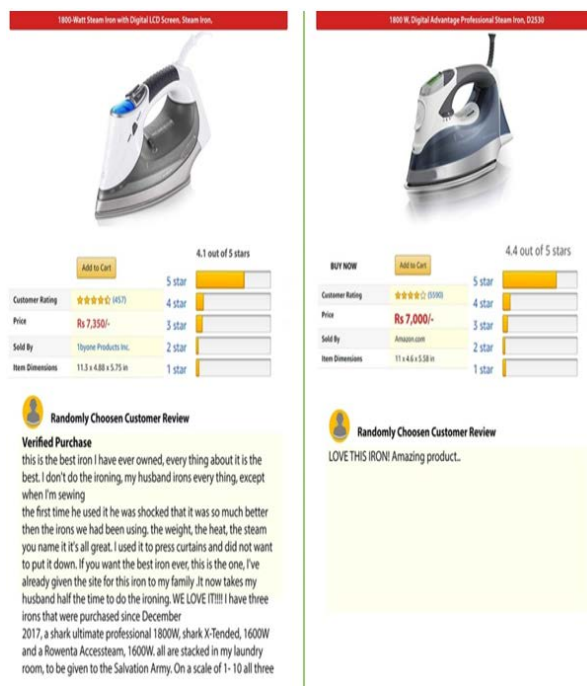 1800-Watt Steam Iron with Digital LCD Screen, Steam Iron,
4.1 out of 5 stars
Add to Cart
5 star
Customer Rating (457)
4 star
Price Rs 7,350/-
3 star
Sold By 1byone Products Inc.
2 star
Item Dimensions 11.3 x 4.88 x 5.75 in
1 star
Randomly Choosen Customer Review
Verified Purchase
this is the best iron I have ever owned, every thing about it is the
best. I don't do the ironing, my husband irons every thing, except
when I'm sewing
the first time he used it he was shocked that it was so much better
then the irons we had been using. the weight, the heat, the steam
you name it it's all great. I used it to press curtains and did not want
to put it down. If you want the best iron ever, this is the one, I've
already given the site for this iron to my family .It now takes my
husband half the time to do the ironing. WE LOVE IT!!!! I have three
irons that were purchased since December
2017, a shark ultimate professional 1800W, shark X-Tended, 1600W
and a Rowenta Accessteam, 1600W. all are stacked in my laundry
room, to be given to the Salvation Army. On a scale of 1- 10 all three
1800 W, Digital Advantage Professional Steam Iron, D2530
4.4 out of 5 stars
BUY NOW Add to Cart
5 star
Customer Rating (5590)
4 star
Price Rs 7,000/-
3 star
Sold By Amazon.com
2 star
Item Dimensions 11 x 4.6 x 5.58 in
1 star
Randomly Choosen Customer Review
LOVE THIS IRON! Amazing product..